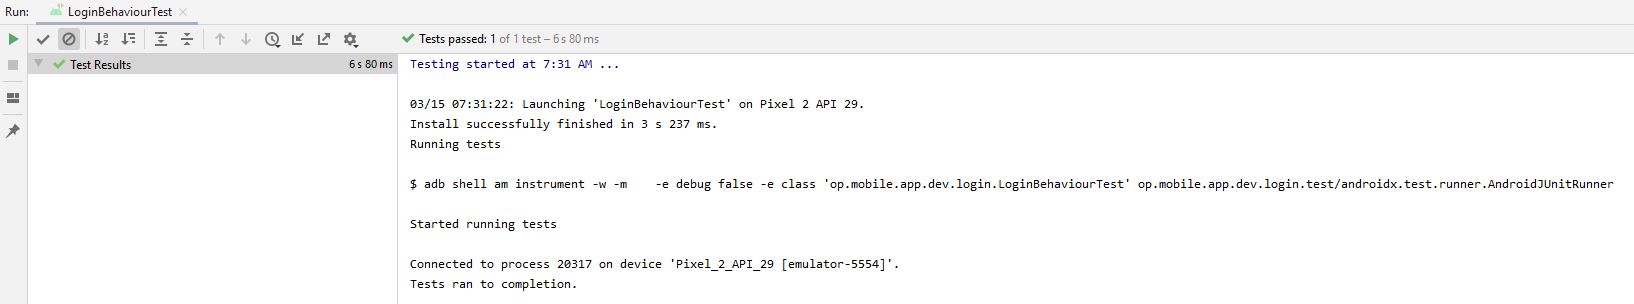 Run: LoginBehaviourTest
Tests passed: 1 of 1 test – 6 s 80 ms
Test Results 6 s 80 ms
Testing started at 7:31 AM ...
03/15 07:31:22: Launching 'LoginBehaviourTest' on Pixel 2 API 29.
Install successfully finished in 3 s 237 ms.
Running tests
$ adb shell am instrument -w -m    -e debug false -e class 'op.mobile.app.dev.login.LoginBehaviourTest' op.mobile.app.dev.login.test/androidx.test.runner.AndroidJUnitRunner
Started running tests
Connected to process 20317 on device 'Pixel_2_API_29 [emulator-5554]'.
Tests ran to completion.